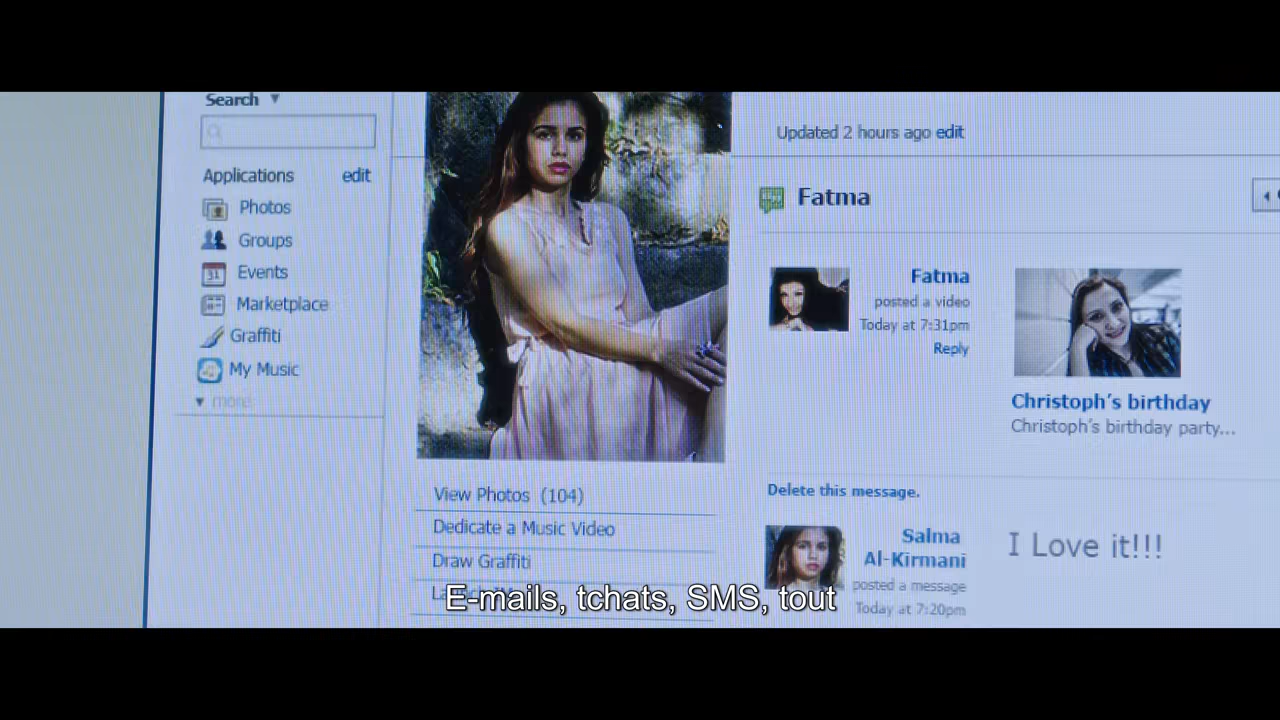 Search
Applications edit
Photos
Groups
Events
31
Marketplace
Graffiti
My Music
more
View Photos (104)
Dedicate a Music Video
Draw Graffiti
Updated 2 hours ago edit
Fatma
Fatma
posted a video
Today at 7:31pm
Reply
Christoph's birthday
Christoph's birthday party...
Delete this message.
Salma
Al-Kirmani
posted a message
Today at 7:20pm
I Love it!!!
E-mails, tchats, SMS, tout